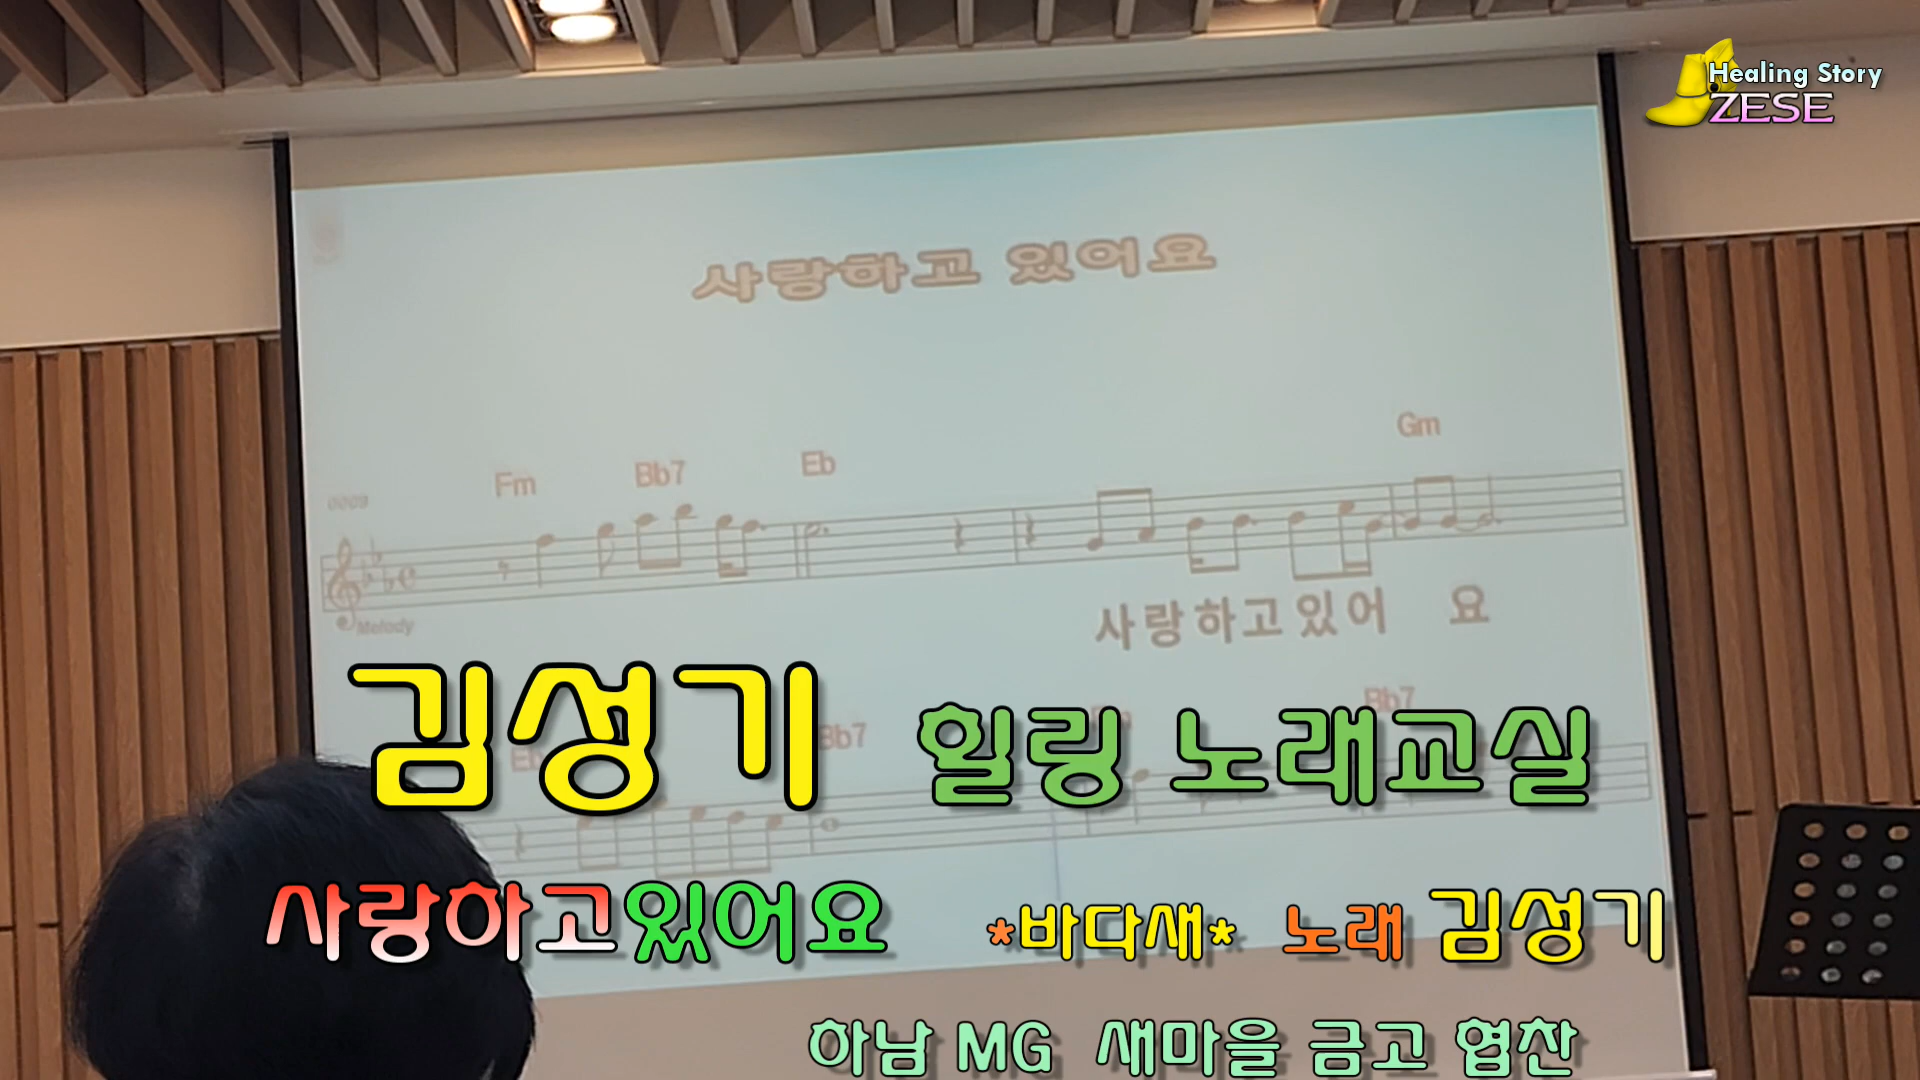 Healing Story
ZESE
사랑하고 있어요
Fm Bb7 Eb Gm
0009
Melody
사랑하고있어 요
Bb7 Bb7
김성기 힐링 노래교실
사랑하고있어요 *바다새* 노래 김성기
하남 MG 새마을 금고 협찬